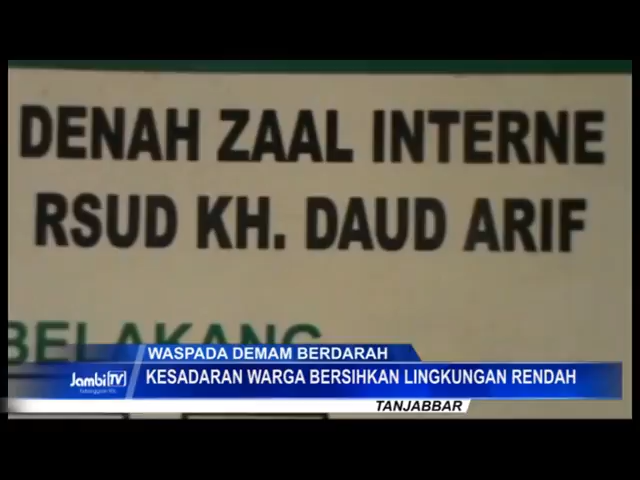 DENAH ZAAL INTERNE
RSUD KH. DAUD ARIF
BELAKANG
WASPADA DEMAM BERDARAH
JambiTV
KESADARAN WARGA BERSIHKAN LINGKUNGAN RENDAH
TANJABBAR